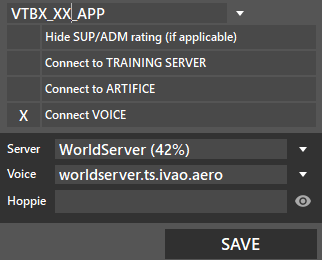 VTBX_XX_APP
Hide SUP/ADM rating (if applicable)
Connect to TRAINING SERVER
Connect to ARTIFICE
X Connect VOICE
Server WorldServer (42%)
Voice worldserver.ts.ivao.aero
Hoppie
SAVE